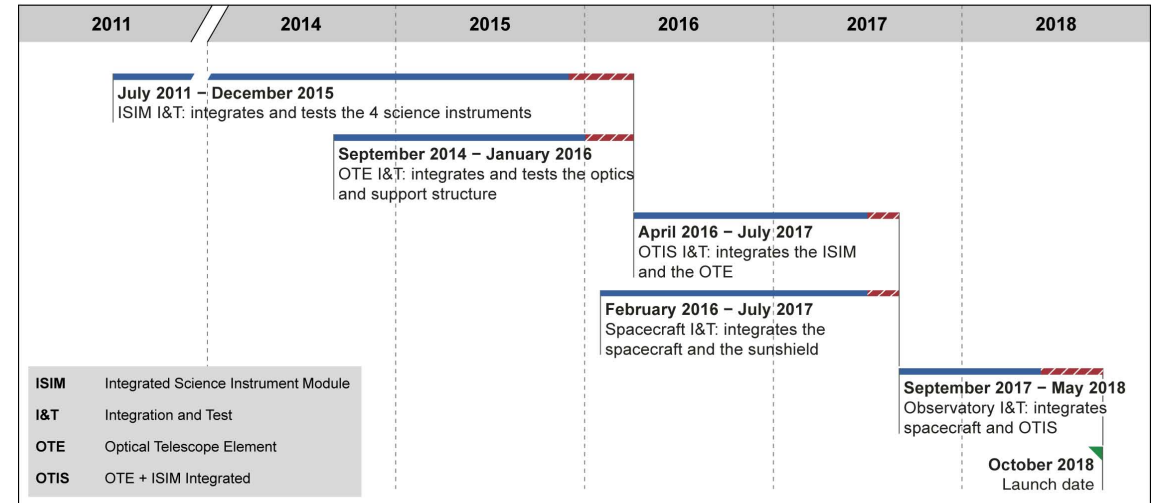 2011 2014 2015 2016 2017 2018
July 2011 – December 2015
ISIM I&T: integrates and tests the 4 science instruments
September 2014 – January 2016
OTE I&T: integrates and tests the optics
and support structure
April 2016 – July 2017
OTIS I&T: integrates the ISIM
and the OTE
February 2016 – July 2017
Spacecraft I&T: integrates the
spacecraft and the sunshield
September 2017 – May 2018
Observatory I&T: integrates
spacecraft and OTIS
October 2018
Launch date
ISIM Integrated Science Instrument Module
I&T Integration and Test
OTE Optical Telescope Element
OTIS OTE + ISIM Integrated